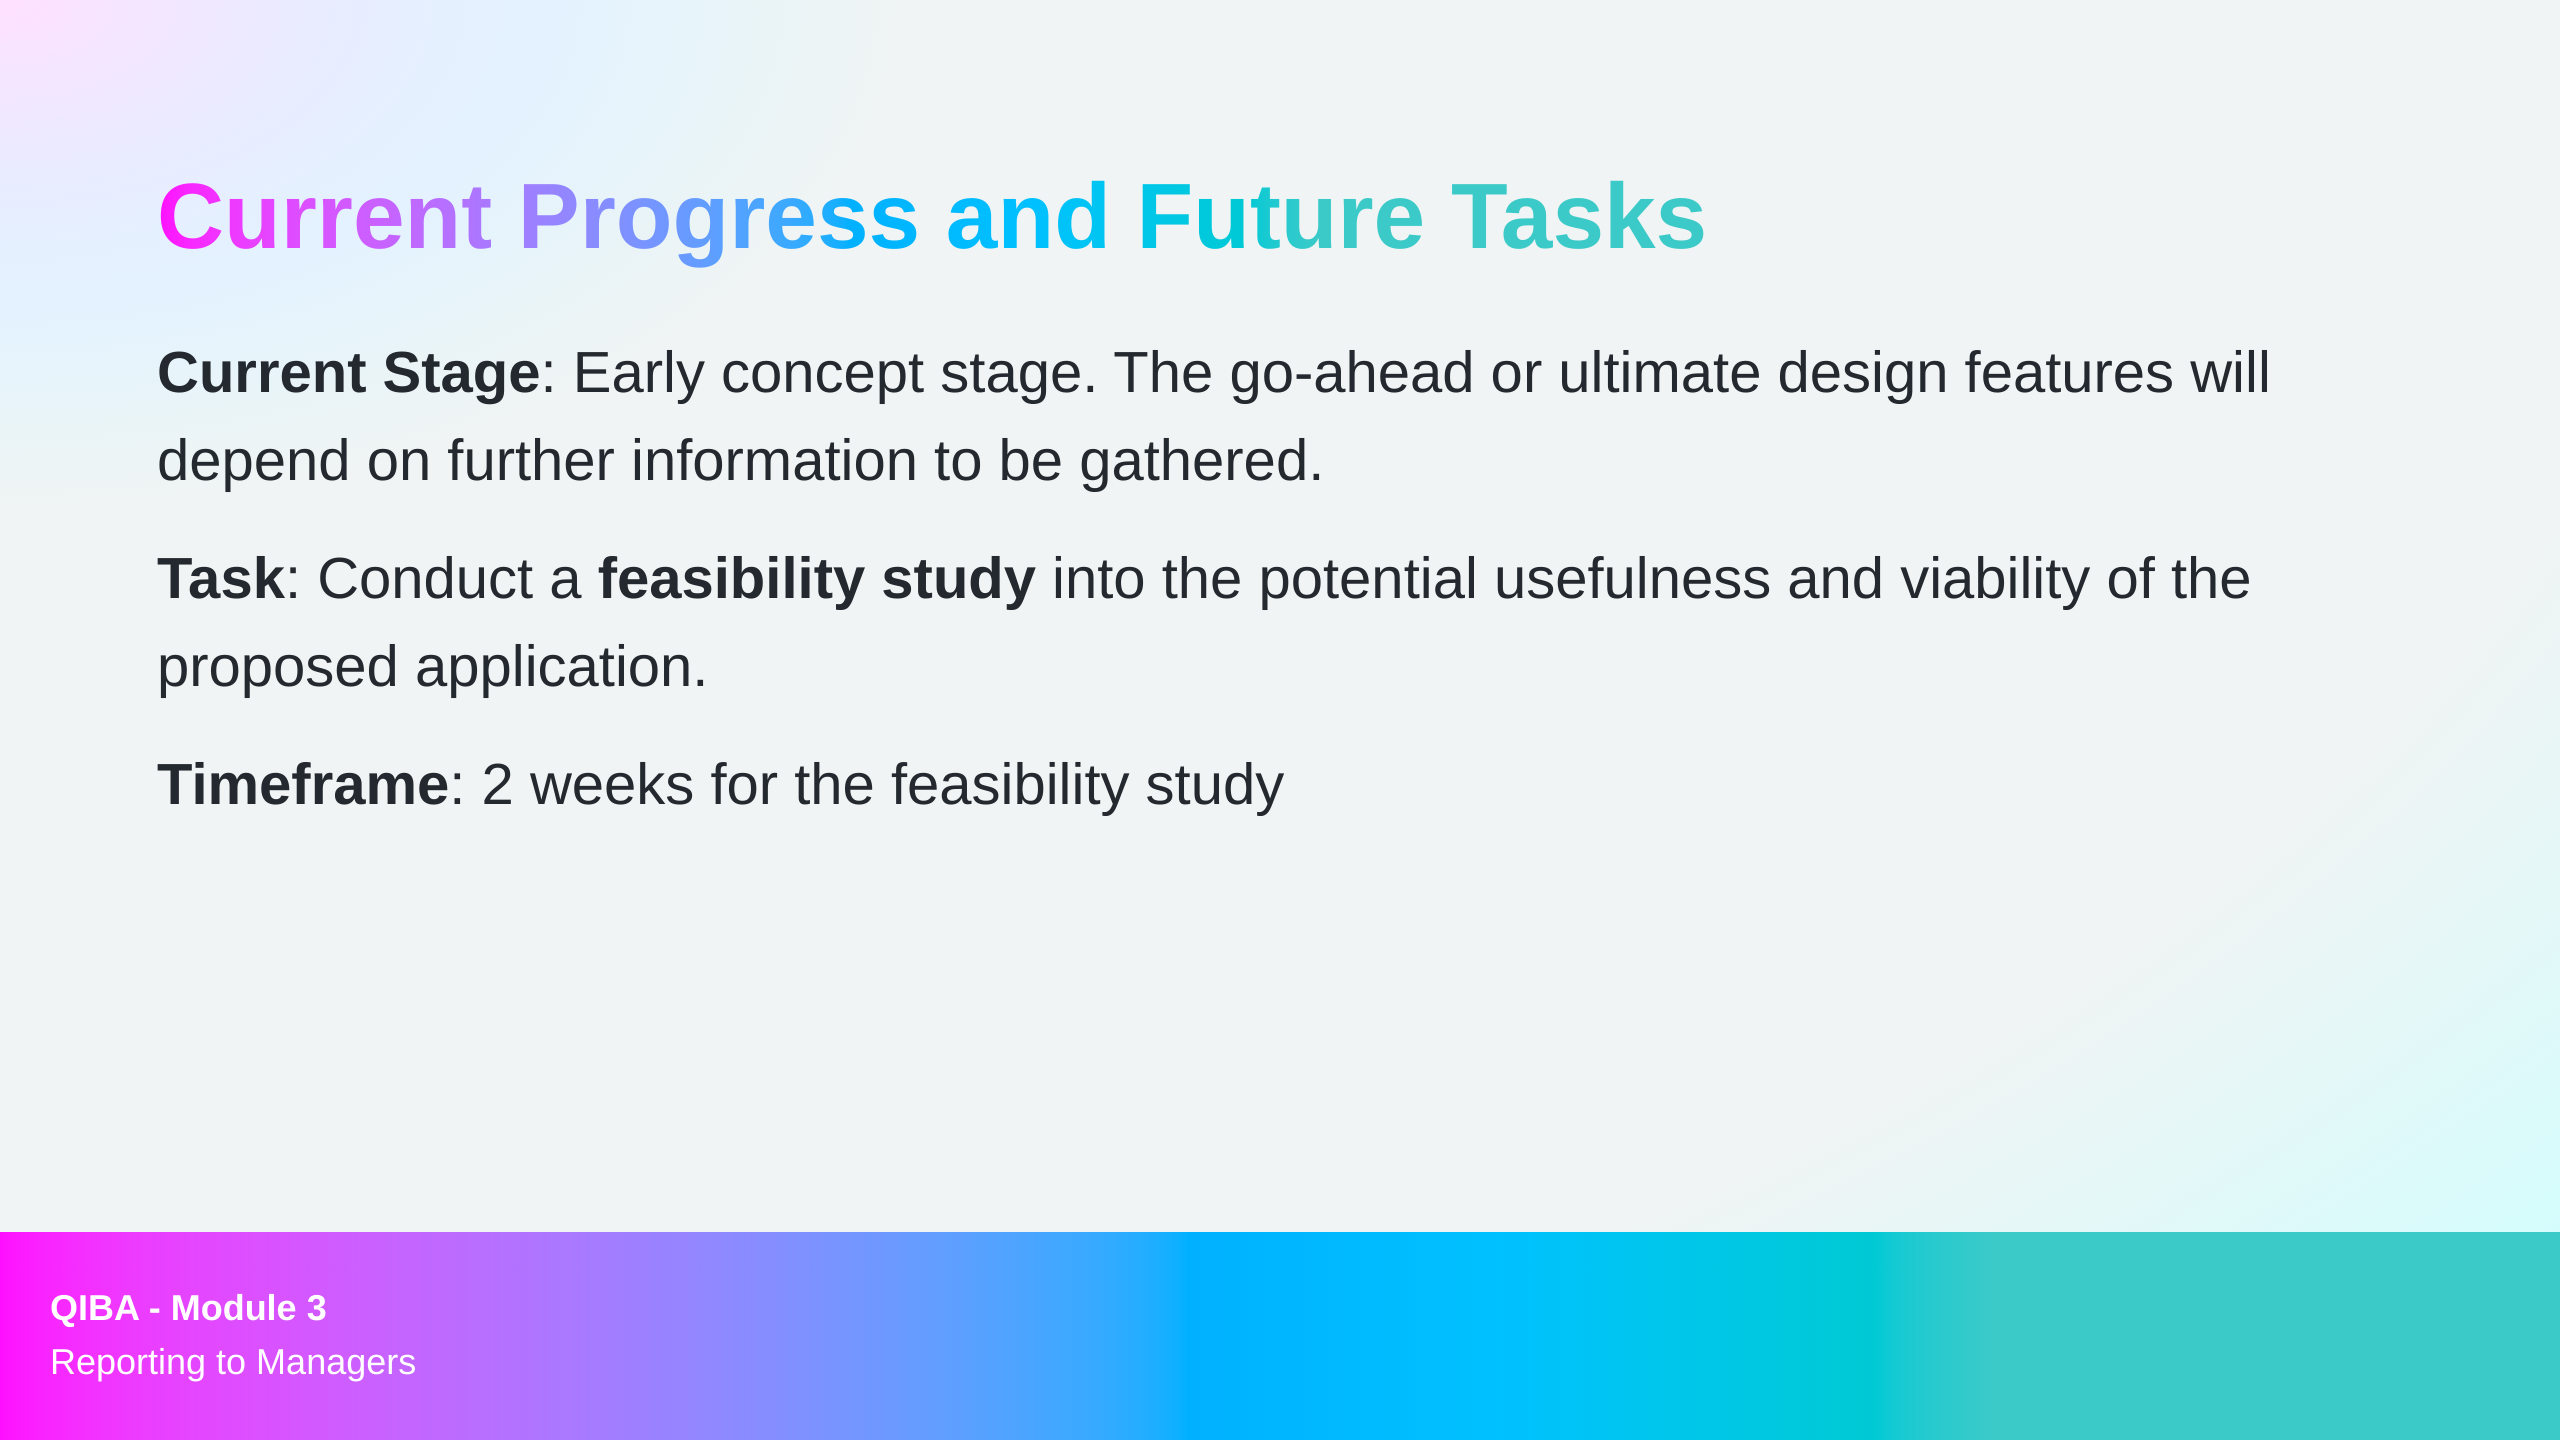 Current Progress and Future Tasks
Current Stage: Early concept stage. The go-ahead or ultimate design features will
depend on further information to be gathered.
Task: Conduct a feasibility study into the potential usefulness and viability of the
proposed application.
Timeframe: 2 weeks for the feasibility study
QIBA - Module 3
Reporting to Managers